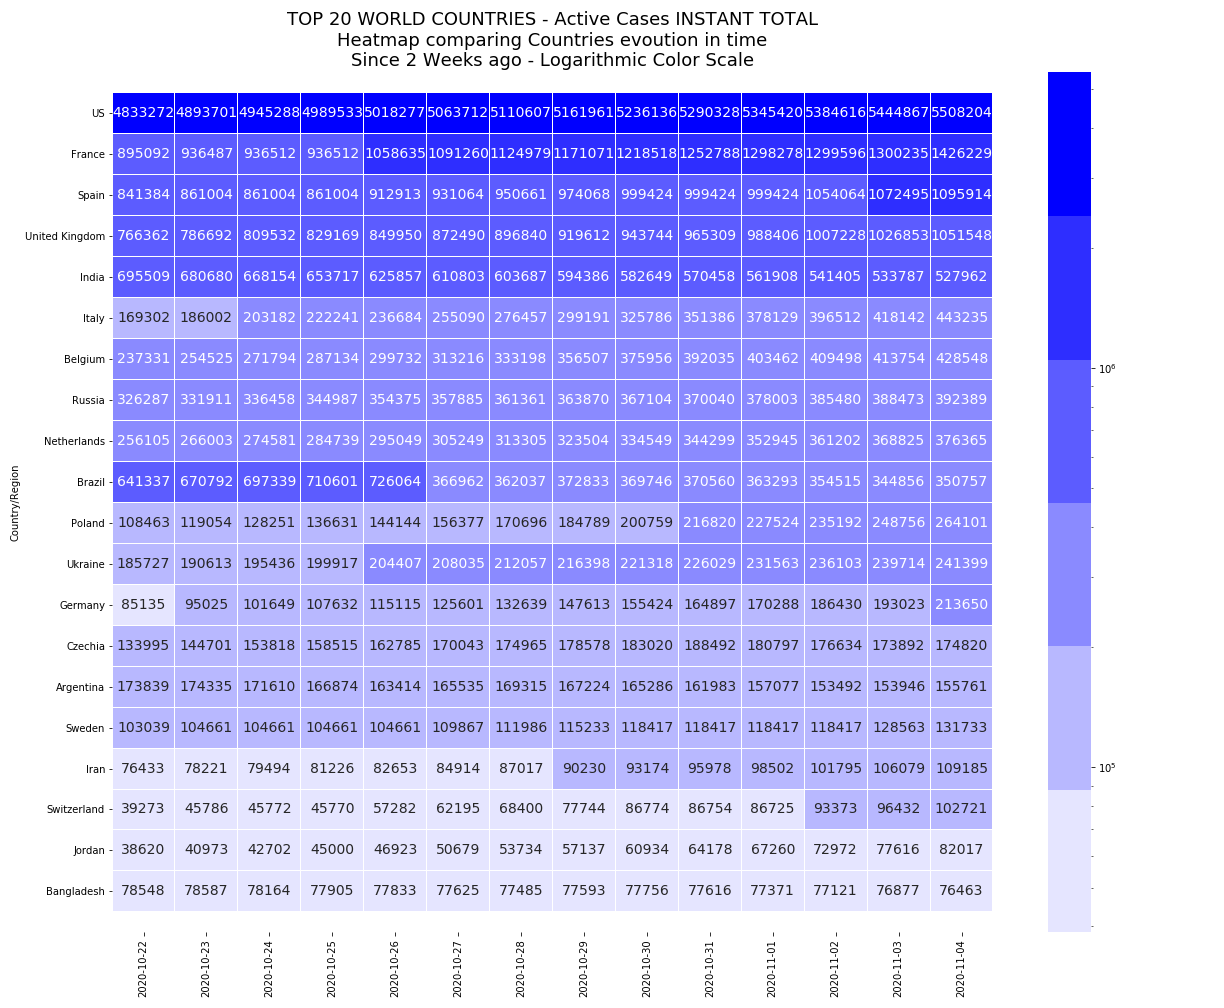 TOP 20 WORLD COUNTRIES - Active Cases INSTANT TOTAL
Heatmap comparing Countries evoution in time
Since 2 Weeks ago - Logarithmic Color Scale
US 4833272 4893701 4945288 4989533 5018277 5063712 5110607 5161961 5236136 5290328 5345420 5384616 5444867 5508204
France 895092 936487 936512 936512 1058635 1091260 1124979 1171071 1218518 1252788 1298278 1299596 1300235 1426229
Spain 841384 861004 861004 861004 912913 931064 950661 974068 999424 999424 999424 1054064 1072495 1095914
United Kingdom 766362 786692 809532 829169 849950 872490 896840 919612 943744 965309 988406 1007228 1026853 1051548
India 695509 680680 668154 653717 625857 610803 603687 594386 582649 570458 561908 541405 533787 527962
Italy 169302 186002 203182 222241 236684 255090 276457 299191 325786 351386 378129 396512 418142 443235
Belgium 237331 254525 271794 287134 299732 313216 333198 356507 375956 392035 403462 409498 413754 428548
Russia 326287 331911 336458 344987 354375 357885 361361 363870 367104 370040 378003 385480 388473 392389
Netherlands 256105 266003 274581 284739 295049 305249 313305 323504 334549 344299 352945 361202 368825 376365
Brazil 641337 670792 697339 710601 726064 366962 362037 372833 369746 370560 363293 354515 344856 350757
Poland 108463 119054 128251 136631 144144 156377 170696 184789 200759 216820 227524 235192 248756 264101
Ukraine 185727 190613 195436 199917 204407 208035 212057 216398 221318 226029 231563 236103 239714 241399
Germany 85135 95025 101649 107632 115115 125601 132639 147613 155424 164897 170288 186430 193023 213650
Czechia 133995 144701 153818 158515 162785 170043 174965 178578 183020 188492 180797 176634 173892 174820
Argentina 173839 174335 171610 166874 163414 165535 169315 167224 165286 161983 157077 153492 153946 155761
Sweden 103039 104661 104661 104661 104661 109867 111986 115233 118417 118417 118417 118417 128563 131733
Iran 76433 78221 79494 81226 82653 84914 87017 90230 93174 95978 98502 101795 106079 109185
Switzerland 39273 45786 45772 45770 57282 62195 68400 77744 86774 86754 86725 93373 96432 102721
Jordan 38620 40973 42702 45000 46923 50679 53734 57137 60934 64178 67260 72972 77616 82017
Bangladesh 78548 78587 78164 77905 77833 77625 77485 77593 77756 77616 77371 77121 76877 76463
Country/Region
2020-10-22 2020-10-23 2020-10-24 2020-10-25 2020-10-26 2020-10-27 2020-10-28 2020-10-29 2020-10-30 2020-10-31 2020-11-01 2020-11-02 2020-11-03 2020-11-04
10⁶
10⁵